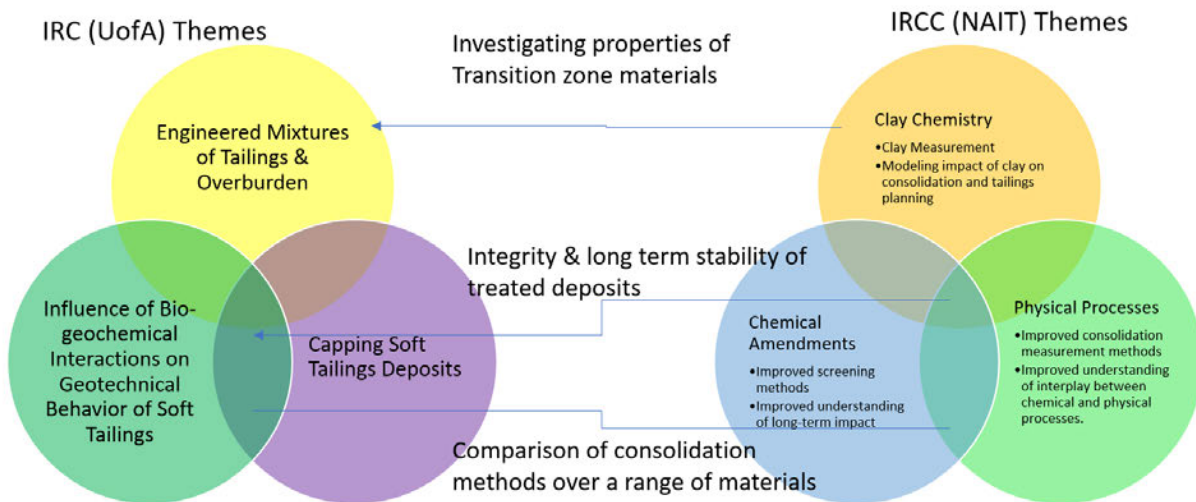 IRC (UofA) Themes
Engineered Mixtures
of Tailings &
Overburden
Influence of Bio-
geochemical
Interactions on
Geotechnical
Behavior of Soft
Tailings
Capping Soft
Tailings Deposits
Investigating properties of
Transition zone materials
Integrity & long term stability of
treated deposits
Comparison of consolidation
methods over a range of materials
IRCC (NAIT) Themes
Clay Chemistry
•Clay Measurement
•Modeling impact of clay on
consolidation and tailings
planning
Chemical
Amendments
•Improved screening
methods
•Improved understanding
of long-term impact
Physical Processes
•Improved consolidation
measurement methods
•Improved understanding
of interplay between
chemical and physical
processes.